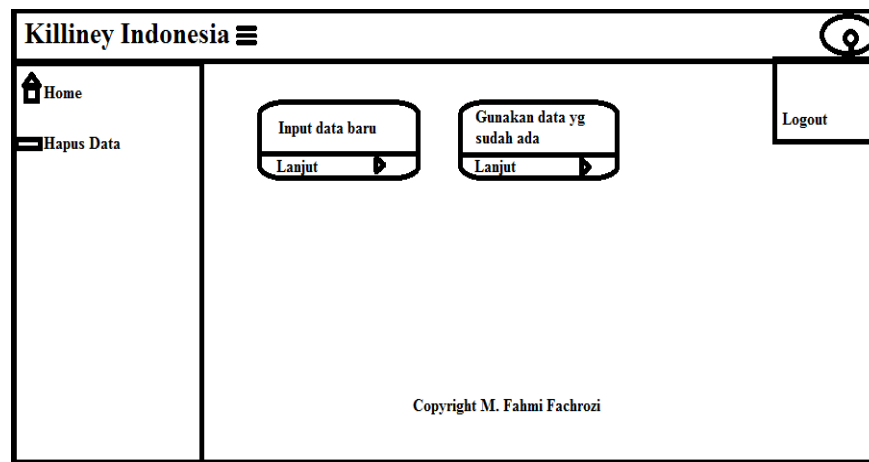 Killiney Indonesia
Home
Hapus Data
Input data baru
Lanjut
Gunakan data yg
sudah ada
Lanjut
Logout
Copyright M. Fahmi Fachrozi